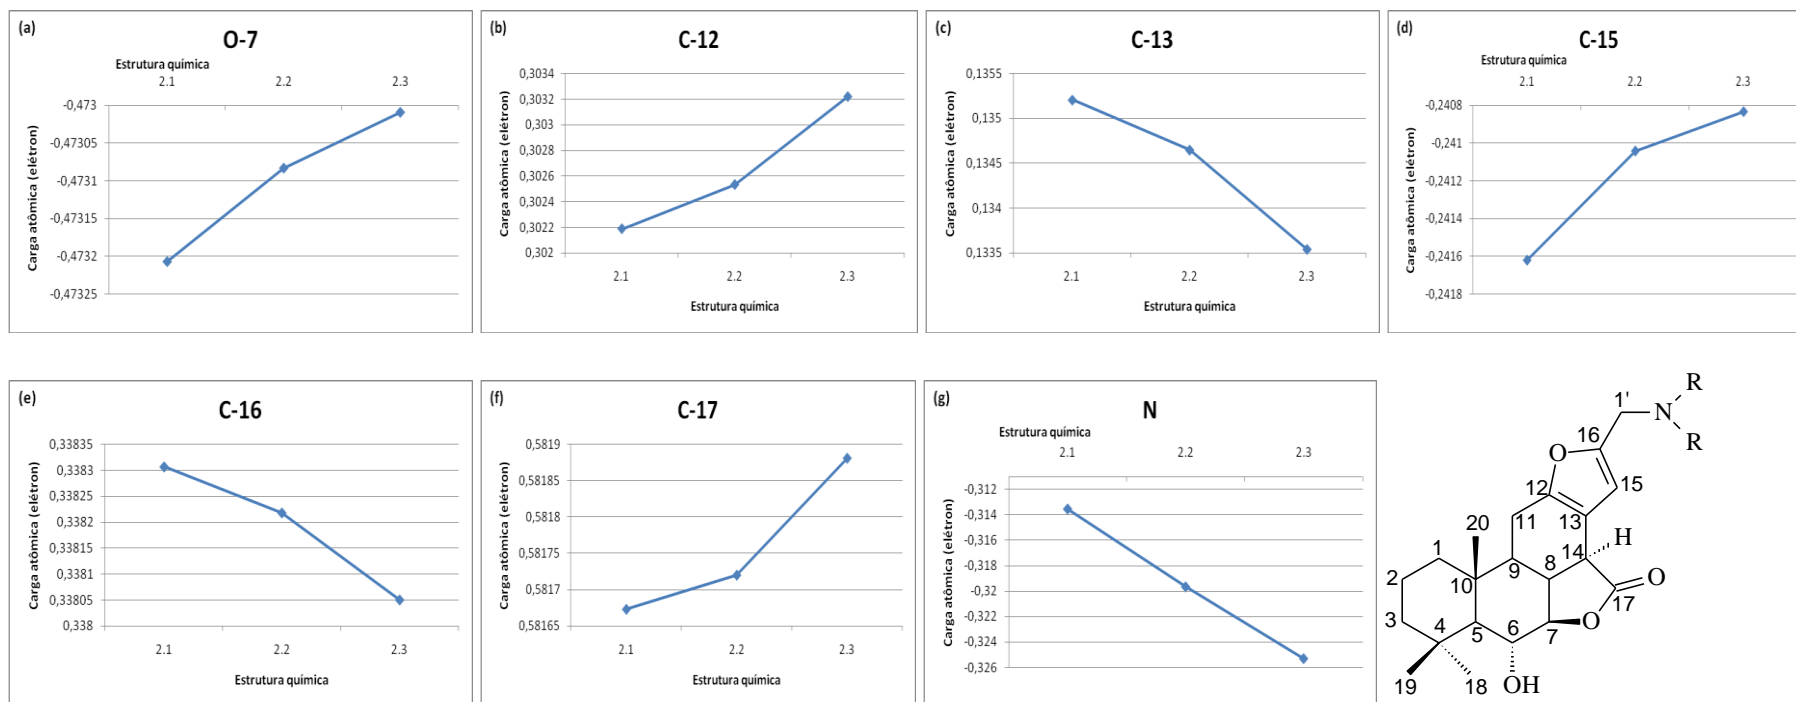 (a)
O-7
Estrutura química
2.1 2.2 2.3
-0,473
-0,47305
-0,4731
-0,47315
-0,4732
-0,47325
Carga atômica (elétron)
(b)
C-12
0,3034
0,3032
0,303
0,3028
0,3026
0,3024
0,3022
0,302
Carga atômica (elétron)
2.1 2.2 2.3
Estrutura química
(c)
C-13
0,1355
0,135
0,1345
0,134
0,1335
Carga atômica (elétron)
2.1 2.2 2.3
Estrutura química
(d)
C-15
Estrutura química
2.1 2.2 2.3
-0,2408
-0,241
-0,2412
-0,2414
-0,2416
-0,2418
Carga atômica (elétron)
(e)
C-16
0,33835
0,3383
0,33825
0,3382
0,33815
0,3381
0,33805
0,338
Carga atômica (elétron)
2.1 2.2 2.3
Estrutura química
(f)
C-17
0,5819
0,58185
0,5818
0,58175
0,5817
0,58165
Carga atômica (elétron)
2.1 2.2 2.3
Estrutura química
(g)
N
Estrutura química
2.1 2.2 2.3
-0,312
-0,314
-0,316
-0,318
-0,32
-0,322
-0,324
-0,326
Carga atômica (elétron)
R
1' N
R
16
O
15
12
11 13
20 14 H
1 8
9
2 10 O
17
3 4 5 6 7 O
19 18 OH